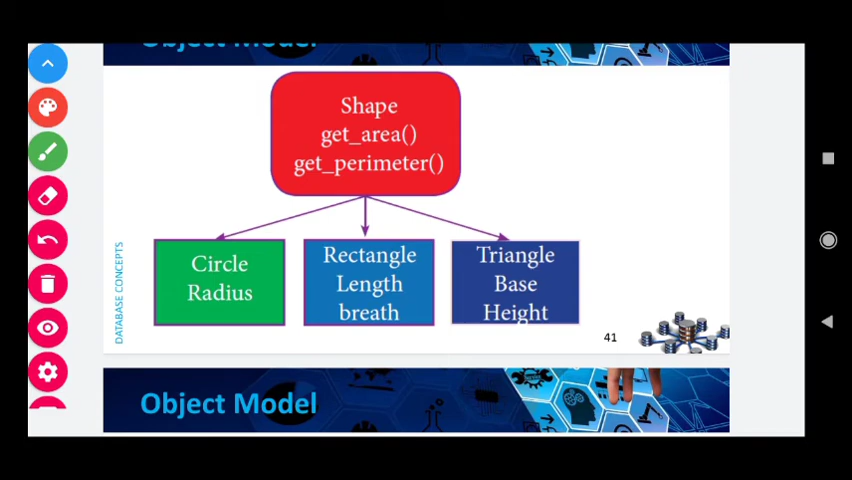 Object Model
Shape
get_area()
get_perimeter()
Circle
Radius
Rectangle
Length
breath
Triangle
Base
Height
DATABASE CONCEPTS
41
Object Model